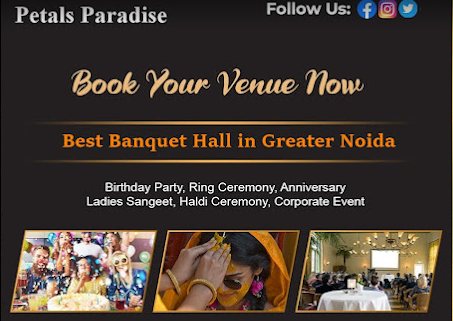 Petals Paradise
Follow Us:
Book Your Venue Now
Best Banquet Hall in Greater Noida
Birthday Party, Ring Ceremony, Anniversary
Ladies Sangeet, Haldi Ceremony, Corporate Event